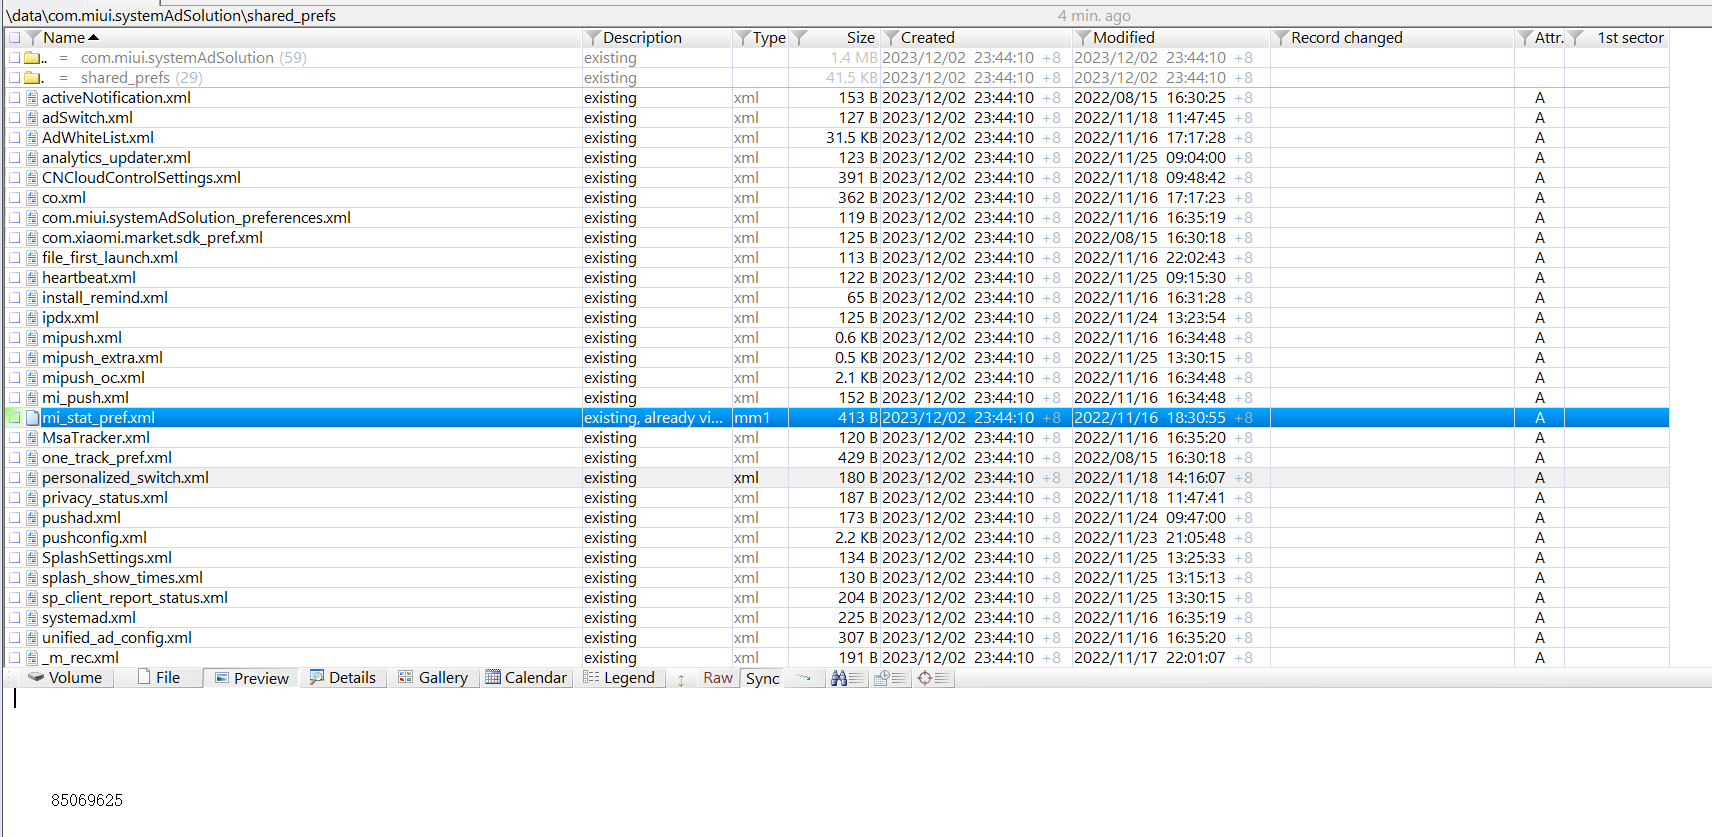 \data\com.miui.systemAdSolution\shared_prefs 4 min. ago
Name Description Type Size Created Modified Record changed Attr. 1st sector
.. = com.miui.systemAdSolution (59) existing 1.4 MB 2023/12/02 23:44:10 +8 2023/12/02 23:44:10 +8
. = shared_prefs (29) existing 41.5 KB 2023/12/02 23:44:10 +8 2023/12/02 23:44:10 +8
activeNotification.xml existing xml 153 B 2023/12/02 23:44:10 +8 2022/08/15 16:30:25 +8 A
adSwitch.xml existing xml 127 B 2023/12/02 23:44:10 +8 2022/11/18 11:47:45 +8 A
AdWhiteList.xml existing xml 31.5 KB 2023/12/02 23:44:10 +8 2022/11/16 17:17:28 +8 A
analytics_updater.xml existing xml 123 B 2023/12/02 23:44:10 +8 2022/11/25 09:04:00 +8 A
CNCloudControlSettings.xml existing xml 391 B 2023/12/02 23:44:10 +8 2022/11/18 09:48:42 +8 A
co.xml existing xml 362 B 2023/12/02 23:44:10 +8 2022/11/16 17:17:23 +8 A
com.miui.systemAdSolution_preferences.xml existing xml 119 B 2023/12/02 23:44:10 +8 2022/11/16 16:35:19 +8 A
com.xiaomi.market.sdk_pref.xml existing xml 125 B 2023/12/02 23:44:10 +8 2022/08/15 16:30:18 +8 A
file_first_launch.xml existing xml 113 B 2023/12/02 23:44:10 +8 2022/11/16 22:02:43 +8 A
heartbeat.xml existing xml 122 B 2023/12/02 23:44:10 +8 2022/11/25 09:15:30 +8 A
install_remind.xml existing xml 65 B 2023/12/02 23:44:10 +8 2022/11/16 16:31:28 +8 A
ipdx.xml existing xml 125 B 2023/12/02 23:44:10 +8 2022/11/24 13:23:54 +8 A
mipush.xml existing xml 0.6 KB 2023/12/02 23:44:10 +8 2022/11/16 16:34:48 +8 A
mipush_extra.xml existing xml 0.5 KB 2023/12/02 23:44:10 +8 2022/11/25 13:30:15 +8 A
mipush_oc.xml existing xml 2.1 KB 2023/12/02 23:44:10 +8 2022/11/16 16:34:48 +8 A
mi_push.xml existing xml 152 B 2023/12/02 23:44:10 +8 2022/11/16 16:34:48 +8 A
mi_stat_pref.xml existing, already vi... mm1 413 B 2023/12/02 23:44:10 +8 2022/11/16 18:30:55 +8 A
MsaTracker.xml existing xml 120 B 2023/12/02 23:44:10 +8 2022/11/16 16:35:20 +8 A
one_track_pref.xml existing xml 429 B 2023/12/02 23:44:10 +8 2022/08/15 16:30:18 +8 A
personalized_switch.xml existing xml 180 B 2023/12/02 23:44:10 +8 2022/11/18 14:16:07 +8 A
privacy_status.xml existing xml 187 B 2023/12/02 23:44:10 +8 2022/11/18 11:47:41 +8 A
pushad.xml existing xml 173 B 2023/12/02 23:44:10 +8 2022/11/24 09:47:00 +8 A
pushconfig.xml existing xml 2.2 KB 2023/12/02 23:44:10 +8 2022/11/23 21:05:48 +8 A
SplashSettings.xml existing xml 134 B 2023/12/02 23:44:10 +8 2022/11/25 13:25:33 +8 A
splash_show_times.xml existing xml 130 B 2023/12/02 23:44:10 +8 2022/11/25 13:15:13 +8 A
sp_client_report_status.xml existing xml 204 B 2023/12/02 23:44:10 +8 2022/11/25 13:30:15 +8 A
systemad.xml existing xml 225 B 2023/12/02 23:44:10 +8 2022/11/16 16:35:19 +8 A
unified_ad_config.xml existing xml 307 B 2023/12/02 23:44:10 +8 2022/11/16 16:35:20 +8 A
_m_rec.xml existing xml 191 B 2023/12/02 23:44:10 +8 2022/11/17 22:01:07 +8 A
Volume File Preview Details Gallery Calendar Legend Raw Sync
85069625